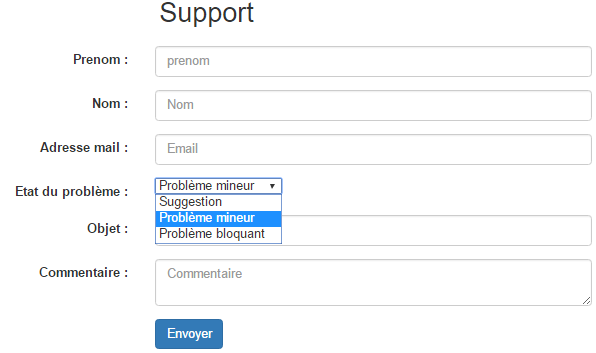 Support
Prenom :
prenom
Nom :
Nom
Adresse mail :
Email
Etat du problème :
Problème mineur
Suggestion
Problème mineur
Problème bloquant
Objet :
Commentaire :
Commentaire
Envoyer